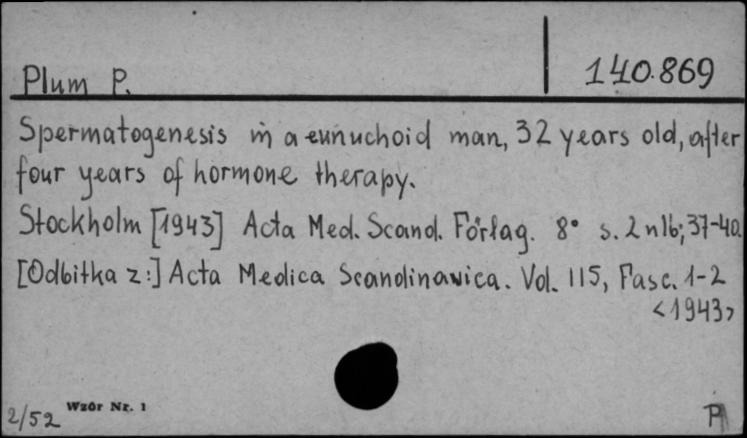 Plum P.
140.869
Spermatogenesis in a eunuchoid man, 32 years old, after
four years of hormone therapy.
Stockholm [1943] Acta Med. Scand. Förlag. 8° s. 2 nlb; 37-40.
[Odbitka z:] Acta Medica Scandinavica. Vol. 115, Fasc. 1-2
<1943>
Wzór Nr. 1
2/52
P